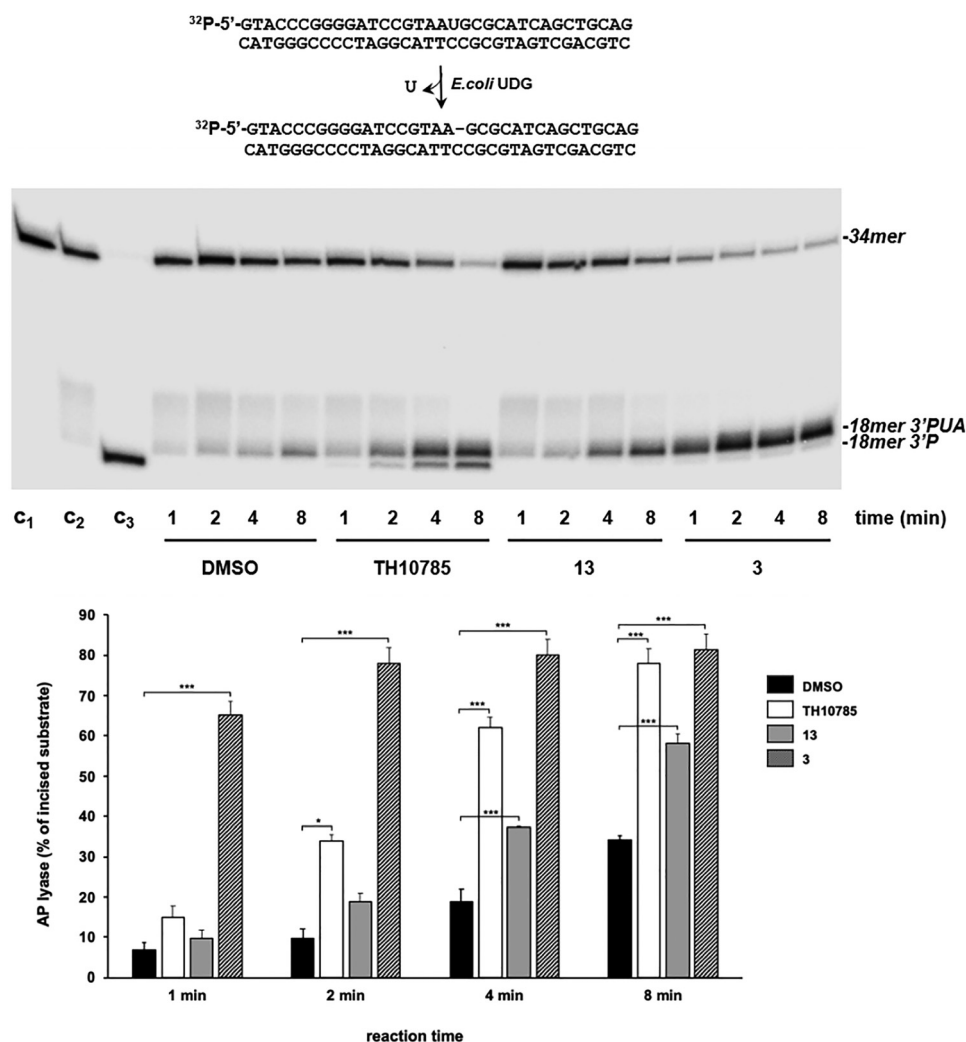 32P-5'-GTACCCGGGGATCCGTAAUGCGCATCAGCTGCAG
CATGGGCCCCTAGGCATTCCGCGTAGTCGACGTC
U E.coli UDG
32P-5'-GTACCCGGGGATCCGTAA-GCGCATCAGCTGCAG
CATGGGCCCCTAGGCATTCCGCGTAGTCGACGTC
-34mer
-18mer 3'PUA
-18mer 3'P
C1 C2 C3 1 2 4 8 1 2 4 8 1 2 4 8 1 2 4 8 time (min)
DMSO TH10785 13 3
90
80
70
60
50
40
30
20
10
0
AP lyase (% of incised substrate)
***
***
*
***
***
***
***
***
***
DMSO
TH10785
13
3
1 min 2 min 4 min 8 min
reaction time